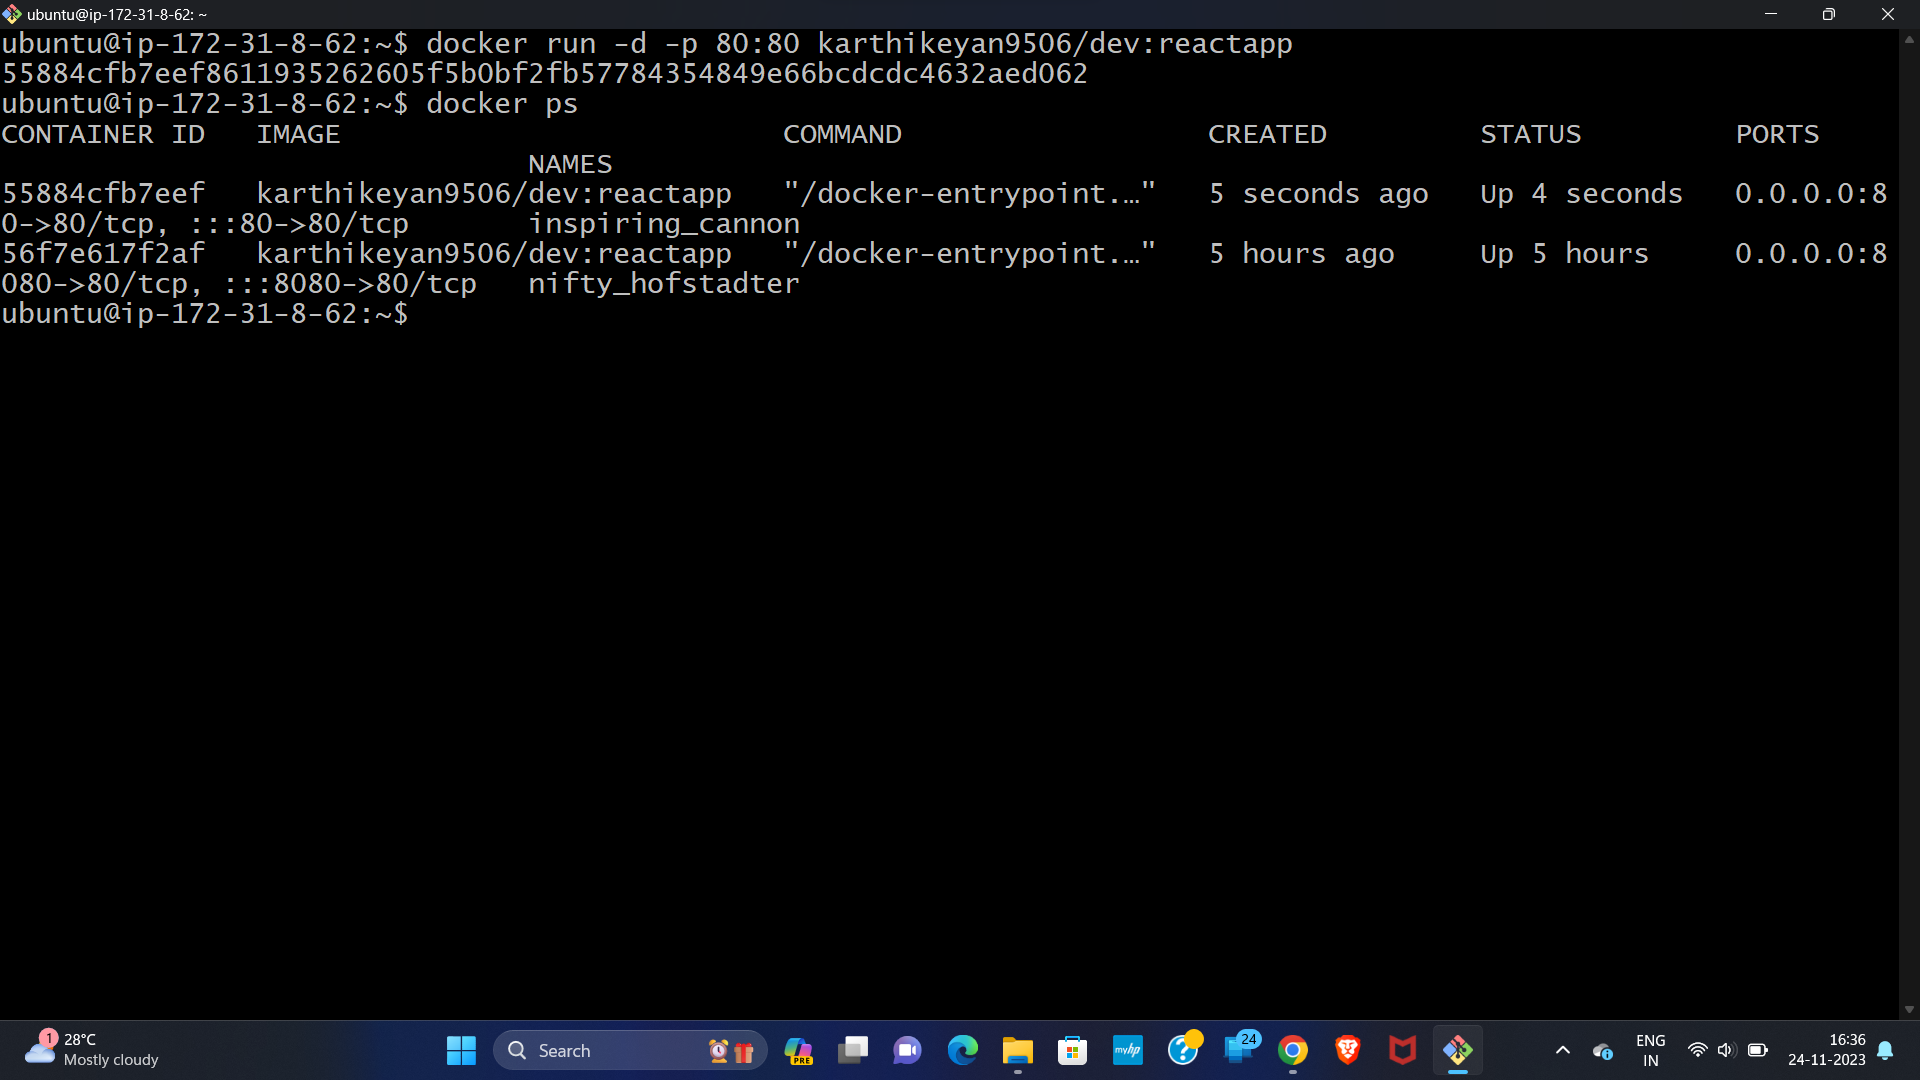 ubuntu@ip-172-31-8-62: ~
ubuntu@ip-172-31-8-62:~$ docker run -d -p 80:80 karthikeyan9506/dev:reactapp
55884cfb7eef8611935262605f5b0bf2fb57784354849e66bcdcdc4632aed062
ubuntu@ip-172-31-8-62:~$ docker ps
CONTAINER ID   IMAGE                          COMMAND                  CREATED         STATUS         PORTS
NAMES
55884cfb7eef   karthikeyan9506/dev:reactapp   "/docker-entrypoint.…"   5 seconds ago   Up 4 seconds   0.0.0.0:8
0->80/tcp, :::80->80/tcp       inspiring_cannon
56f7e617f2af   karthikeyan9506/dev:reactapp   "/docker-entrypoint.…"   5 hours ago     Up 5 hours     0.0.0.0:8
080->80/tcp, :::8080->80/tcp   nifty_hofstadter
ubuntu@ip-172-31-8-62:~$
1
28°C
Mostly cloudy
Search
PRE
myhp
24
ENG
IN
16:36
24-11-2023